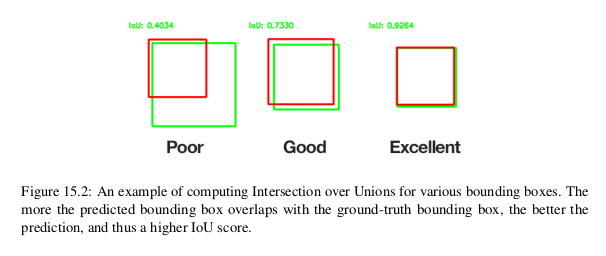 IoU: 0.4034 IoU: 0.7330 IoU: 0.9264
Poor Good Excellent
Figure 15.2: An example of computing Intersection over Unions for various bounding boxes. The
more the predicted bounding box overlaps with the ground-truth bounding box, the better the
prediction, and thus a higher IoU score.